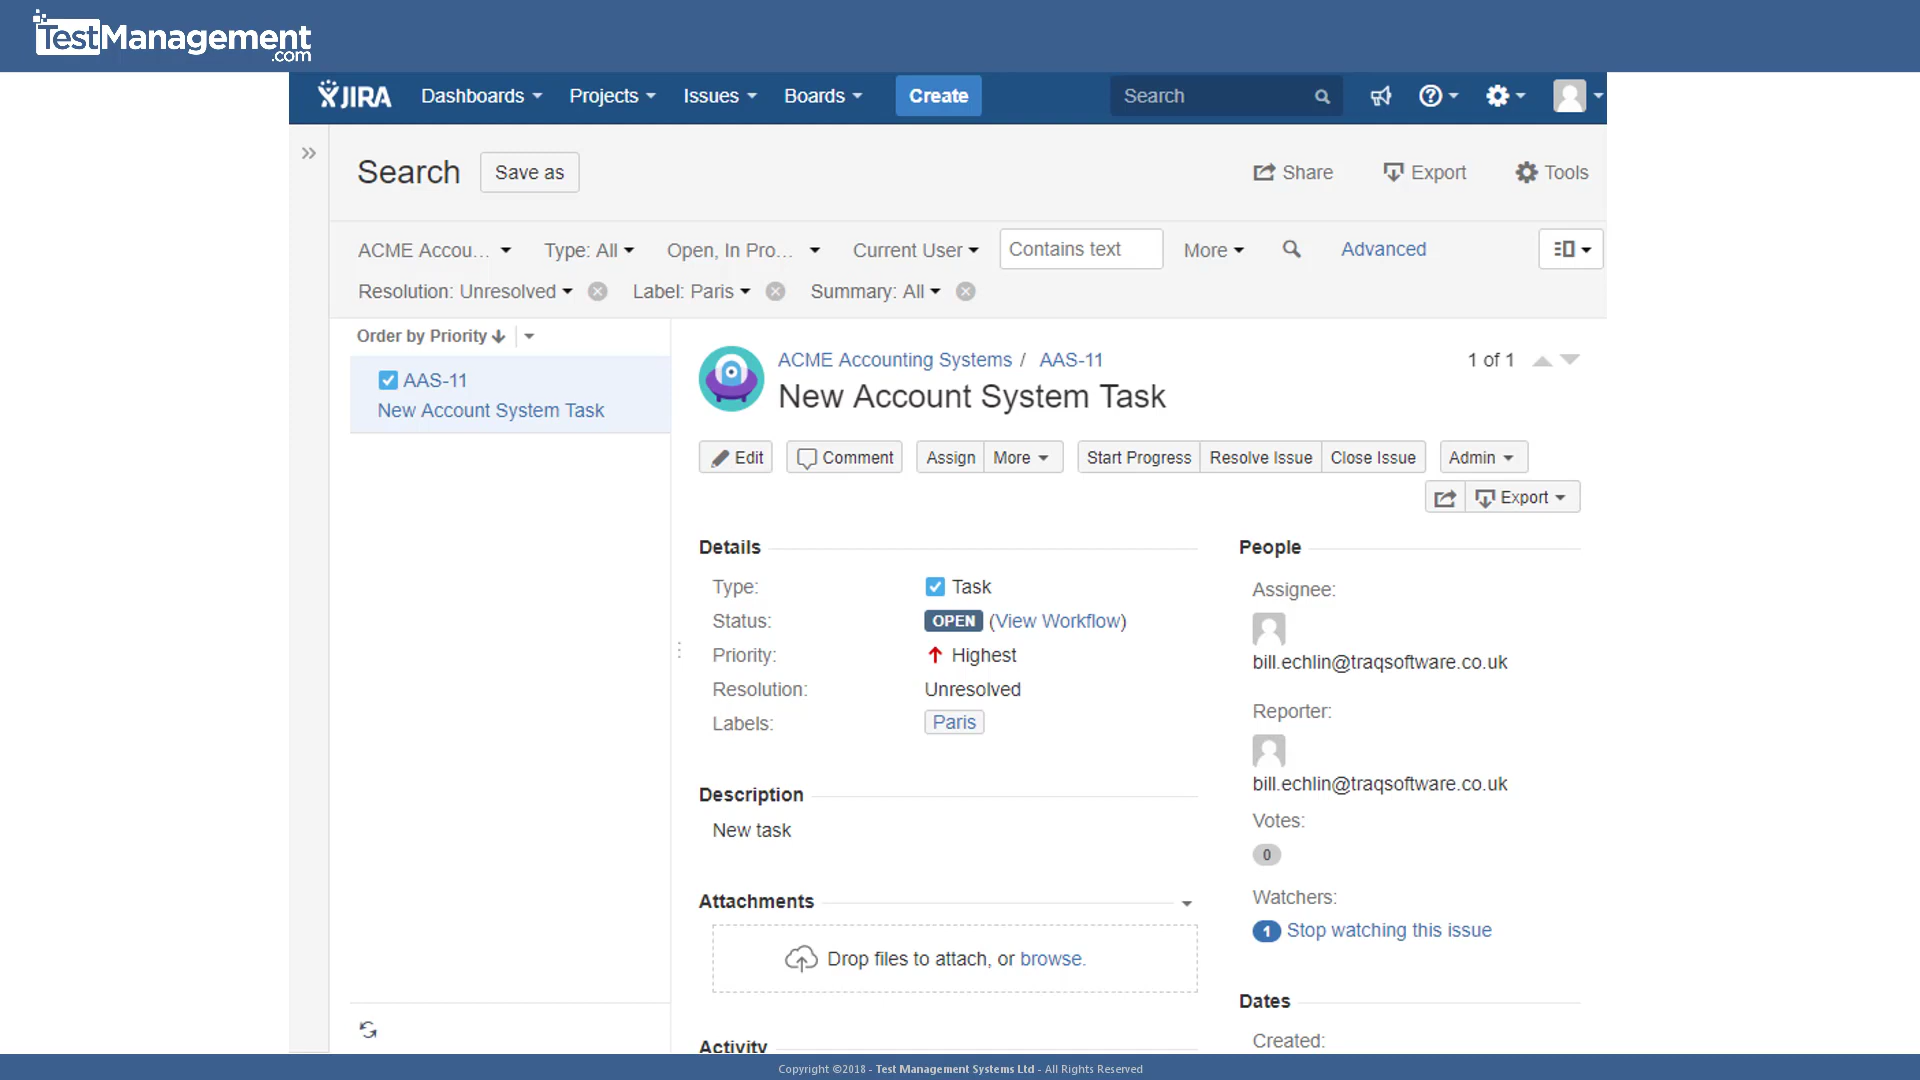 TestManagement
.com
JIRA Dashboards Projects Issues Boards Create Search
Search Save as Share Export Tools
ACME Accou... Type: All Open, In Pro... Current User Contains text More Advanced
Resolution: Unresolved Label: Paris Summary: All
Order by Priority
AAS-11
New Account System Task
ACME Accounting Systems / AAS-11 1 of 1
New Account System Task
Edit Comment Assign More Start Progress Resolve Issue Close Issue Admin
Export
Details
Type: Task
Status: OPEN (View Workflow)
Priority: Highest
Resolution: Unresolved
Labels: Paris
Description
New task
Attachments
Drop files to attach, or browse.
Activity
People
Assignee:
bill.echlin@traqsoftware.co.uk
Reporter:
bill.echlin@traqsoftware.co.uk
Votes:
0
Watchers:
1 Stop watching this issue
Dates
Created:
Copyright ©2018 - Test Management Systems Ltd - All Rights Reserved